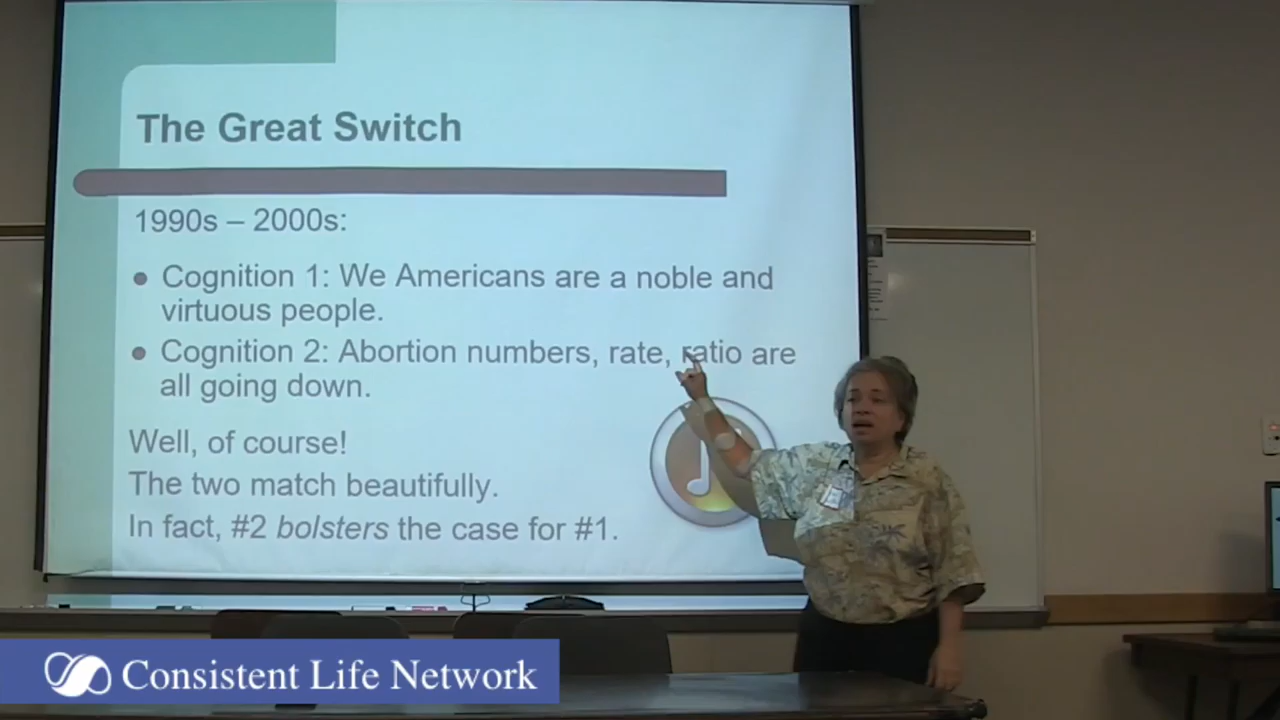 The Great Switch
1990s – 2000s:
● Cognition 1: We Americans are a noble and
virtuous people.
● Cognition 2: Abortion numbers, rate, ratio are
all going down.
Well, of course!
The two match beautifully.
In fact, #2 bolsters the case for #1.
Consistent Life Network